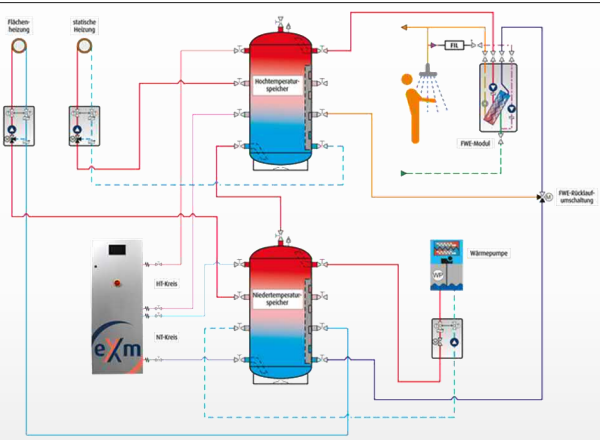 Flächen-
heizung
statische
Heizung
Hochtemperatur-
speicher
FIL
FWE-Modul
FWE-Rücklauf-
umschaltung
M
Wärmepumpe
WP
HT-Kreis
NT-Kreis
Niedertemperatur-
speicher
eXm